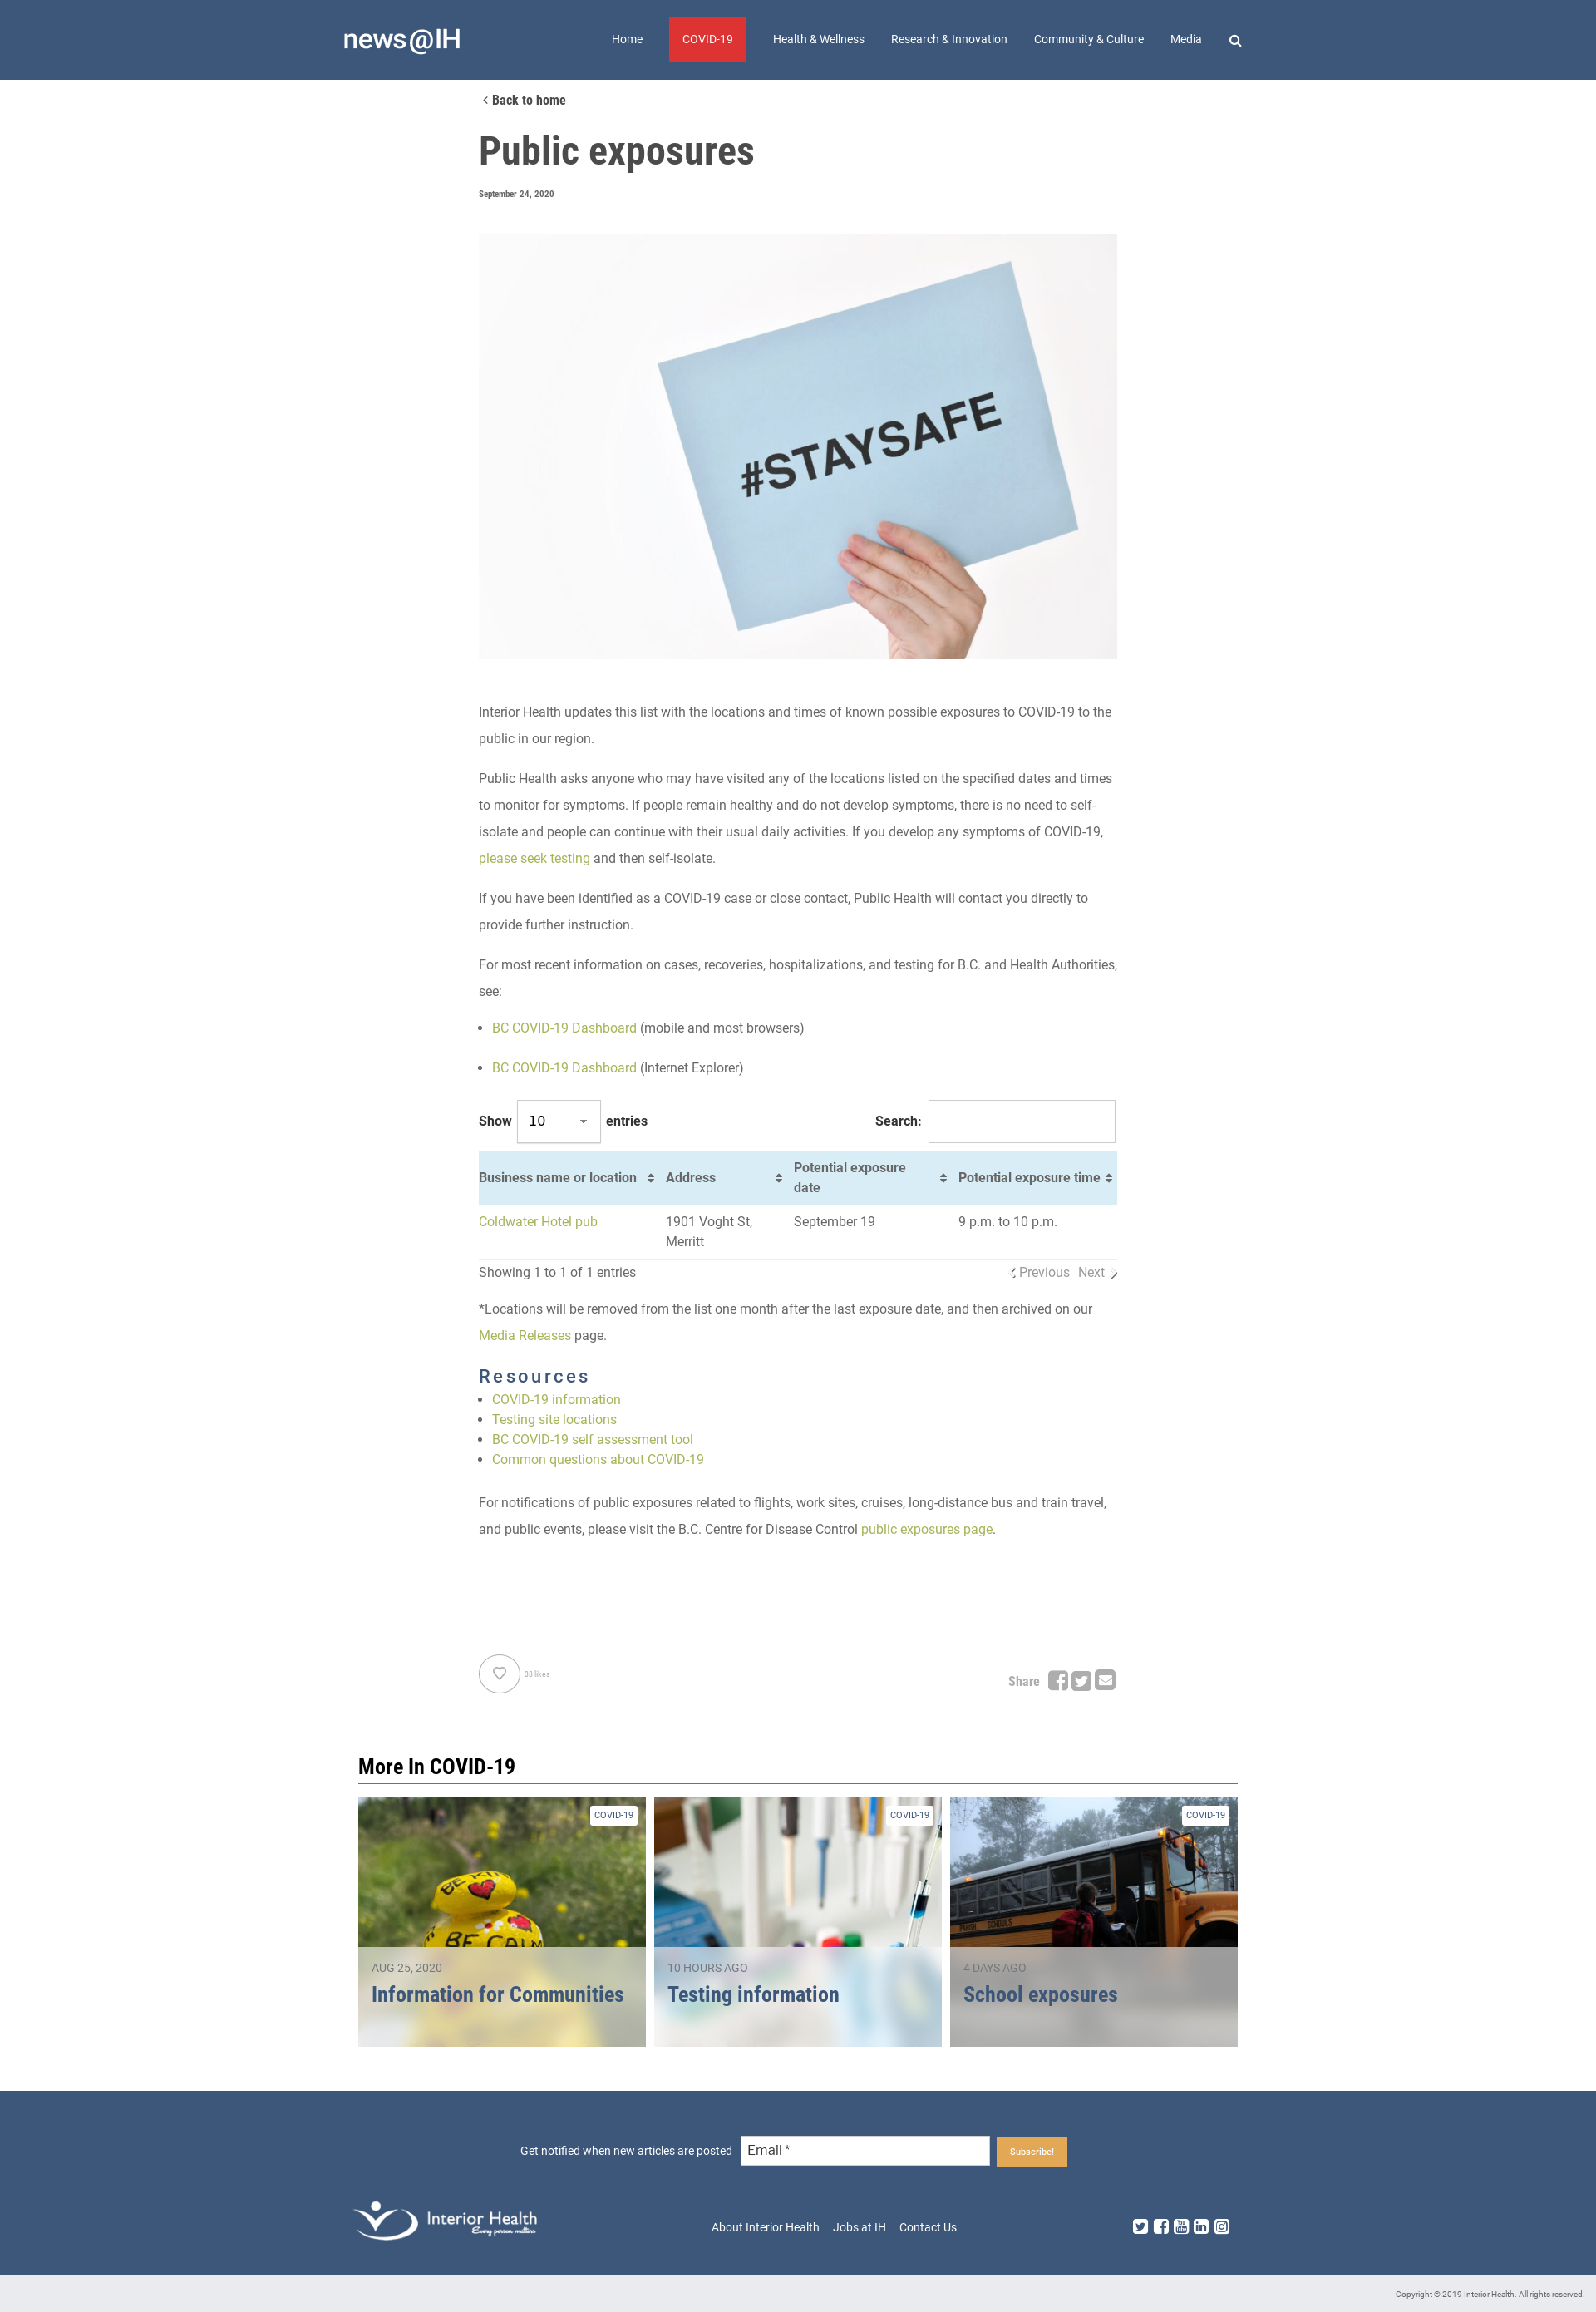 news@IH
Home
COVID-19
Health & Wellness
Research & Innovation
Community & Culture
Media
Back to home
Public exposures
September 24, 2020
#STAYSAFE
Interior Health updates this list with the locations and times of known possible exposures to COVID-19 to the
public in our region.
Public Health asks anyone who may have visited any of the locations listed on the specified dates and times
to monitor for symptoms. If people remain healthy and do not develop symptoms, there is no need to self-
isolate and people can continue with their usual daily activities. If you develop any symptoms of COVID-19,
please seek testing and then self-isolate.
If you have been identified as a COVID-19 case or close contact, Public Health will contact you directly to
provide further instruction.
For most recent information on cases, recoveries, hospitalizations, and testing for B.C. and Health Authorities,
see:
BC COVID-19 Dashboard (mobile and most browsers)
BC COVID-19 Dashboard (Internet Explorer)
Show 10 entries
Search:
Business name or location
Address
Potential exposure
date
Potential exposure time
Coldwater Hotel pub
1901 Voght St,
Merritt
September 19
9 p.m. to 10 p.m.
Showing 1 to 1 of 1 entries
Previous
Next
*Locations will be removed from the list one month after the last exposure date, and then archived on our
Media Releases page.
Resources
COVID-19 information
Testing site locations
BC COVID-19 self assessment tool
Common questions about COVID-19
For notifications of public exposures related to flights, work sites, cruises, long-distance bus and train travel,
and public events, please visit the B.C. Centre for Disease Control public exposures page.
38 likes
Share
More In COVID-19
COVID-19
BE KIND
BE CALM
AUG 25, 2020
Information for Communities
COVID-19
10 HOURS AGO
Testing information
COVID-19
PARISH SCHOOLS
4 DAYS AGO
School exposures
Get notified when new articles are posted
Email *
Subscribe!
Interior Health
Every person matters
About Interior Health
Jobs at IH
Contact Us
Copyright © 2019 Interior Health. All rights reserved.